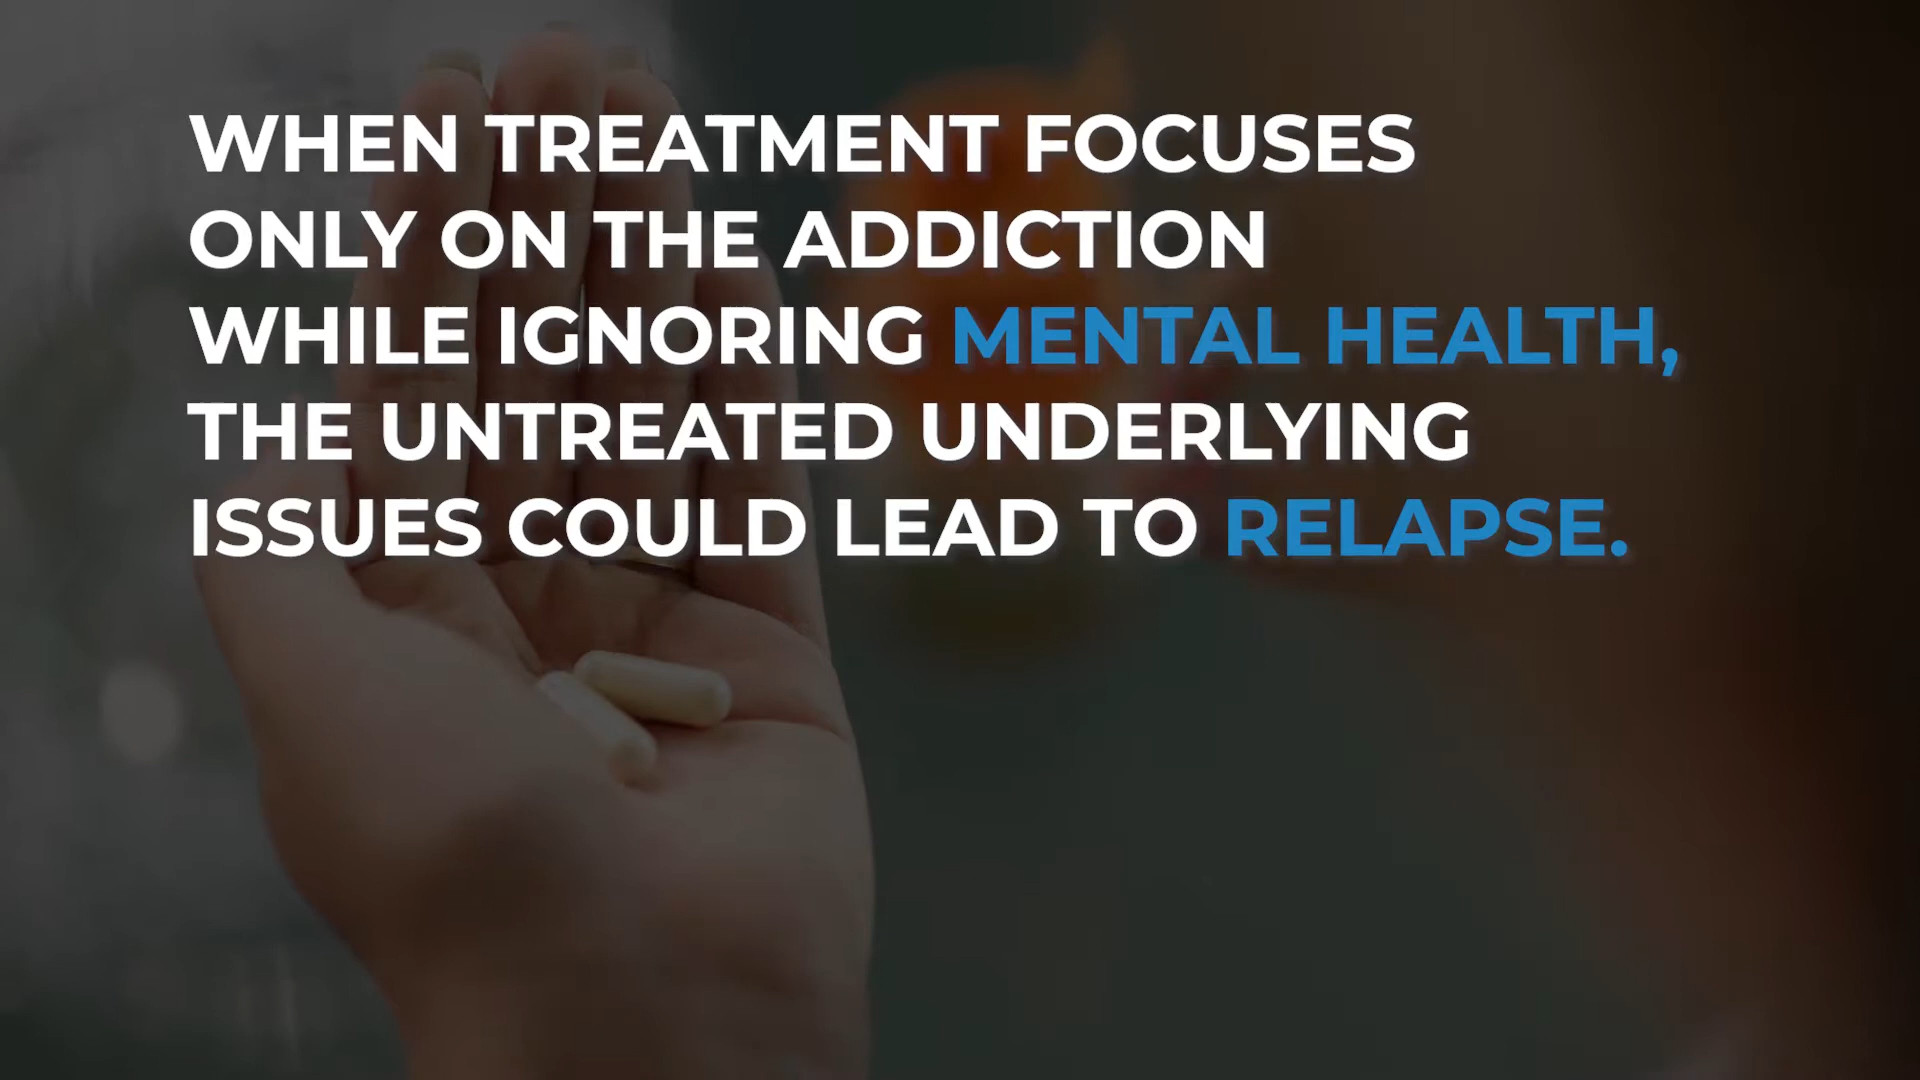 WHEN TREATMENT FOCUSES
ONLY ON THE ADDICTION
WHILE IGNORING MENTAL HEALTH,
THE UNTREATED UNDERLYING
ISSUES COULD LEAD TO RELAPSE.